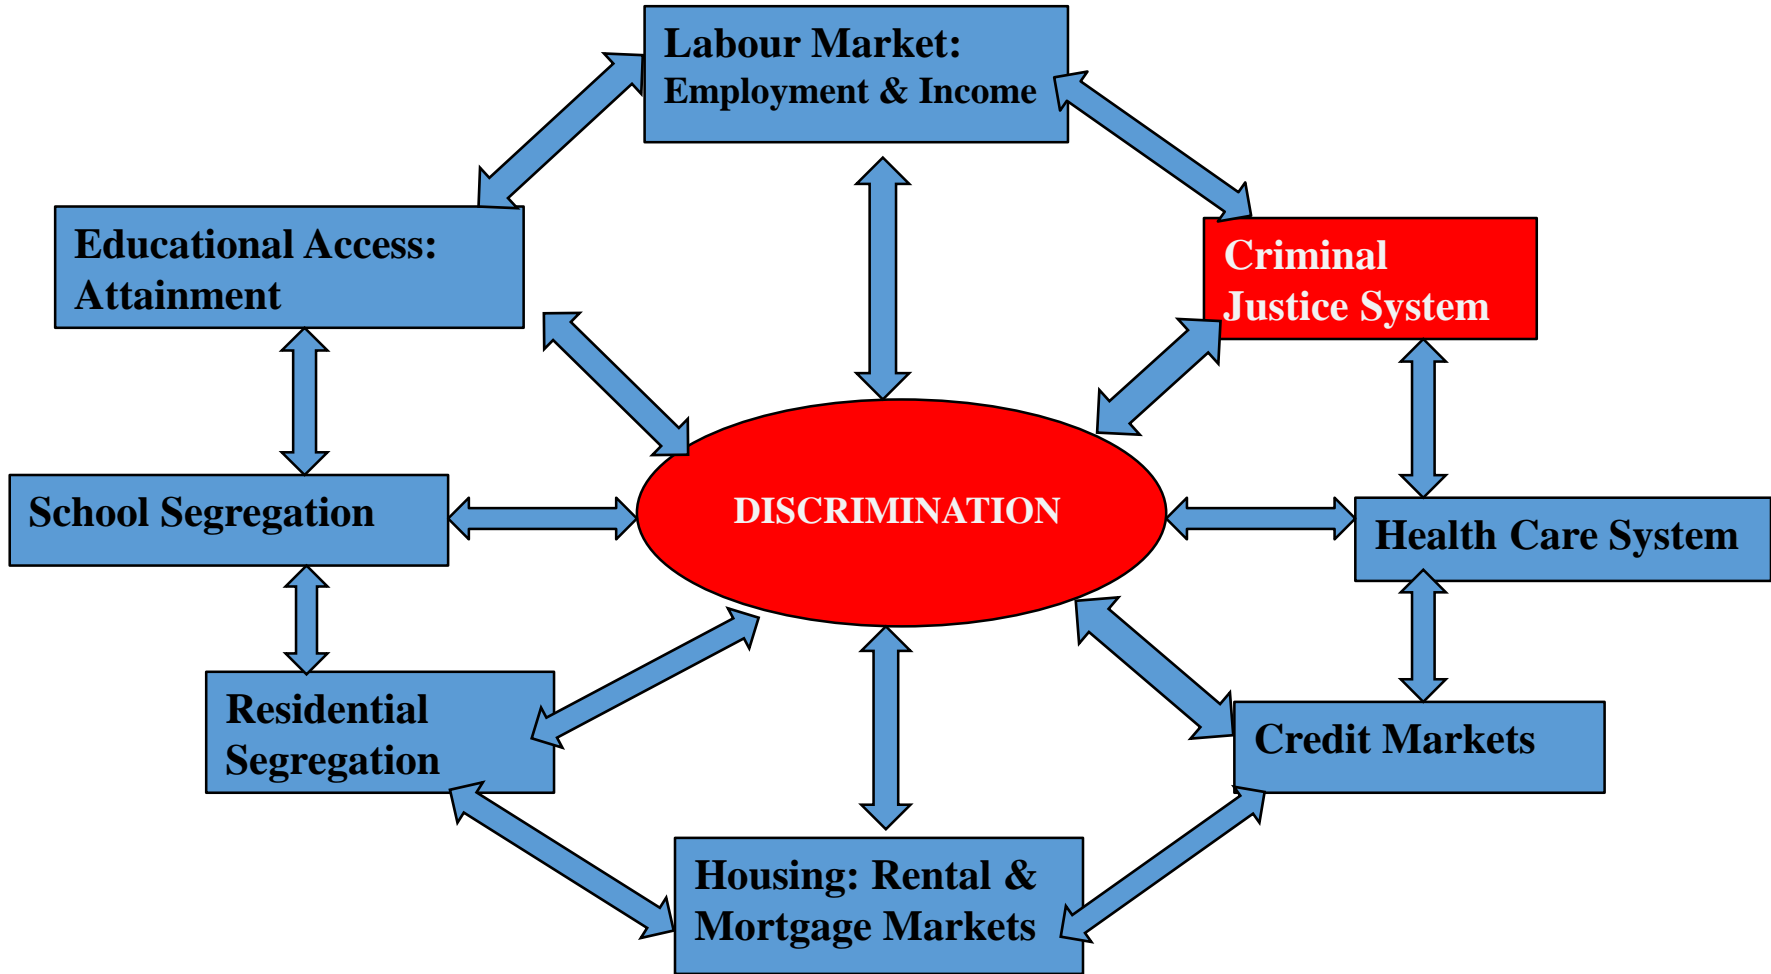 Labour Market:
Employment & Income
Educational Access:
Attainment
Criminal
Justice System
School Segregation
DISCRIMINATION
Health Care System
Residential
Segregation
Credit Markets
Housing: Rental &
Mortgage Markets